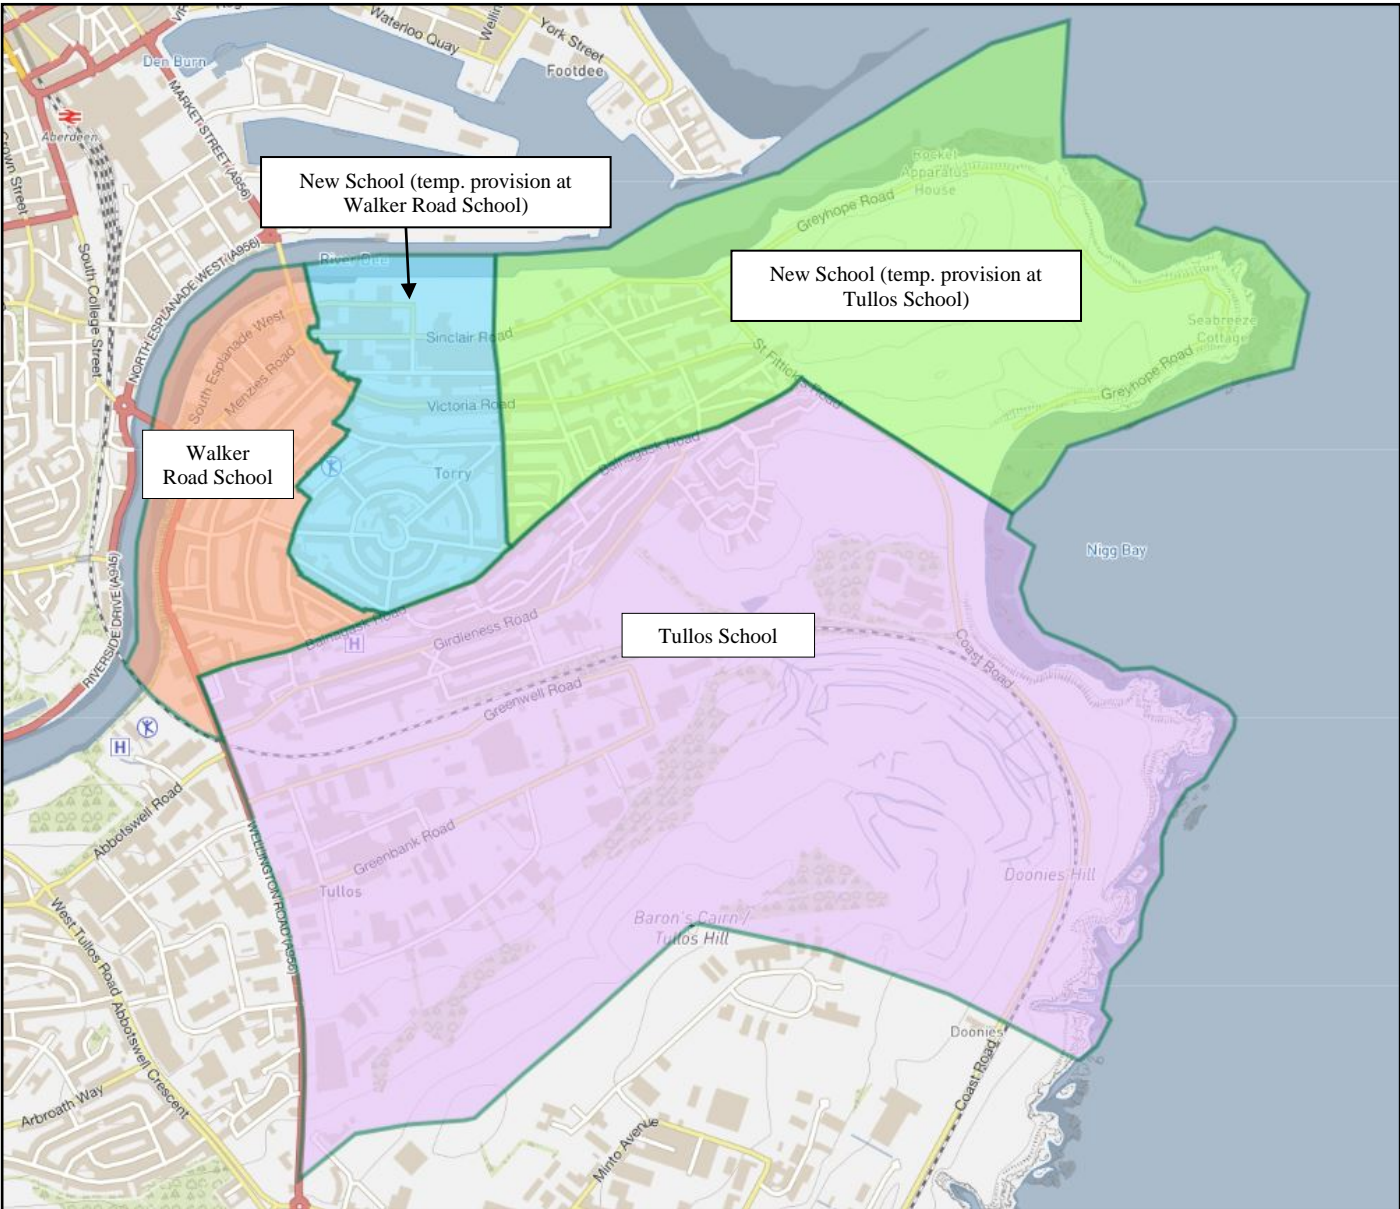 Waterloo Quay
York Street
Footdee
Den Burn
MARKET STREET (A956)
Aberdeen
Crown Street
South College Street
NORTH ESPLANADE WEST (A956)
New School (temp. provision at
Walker Road School)
Rocket
Apparatus
House
Greyhope Road
River Dee
New School (temp. provision at
Tullos School)
South Esplanade West
Sinclair Road
Seabreeze
Cottage
Menzies Road
St Fittick's Road
Greyhope Road
Victoria Road
Walker
Road School
Torry
Balnagask Road
Nigg Bay
RIVERSIDE DRIVE (A945)
Balnagask Road
Girdleness Road
H
Tullos School
Coast Road
Greenwell Road
H
Abbotswell Road
WELLINGTON ROAD (A956)
Greenbank Road
Tullos
Doonies Hill
Baron's Cairn /
Tullos Hill
West Tullos Road
Abbotswell Crescent
Doonies
Coast Road
Arbroath Way
Minto Avenue